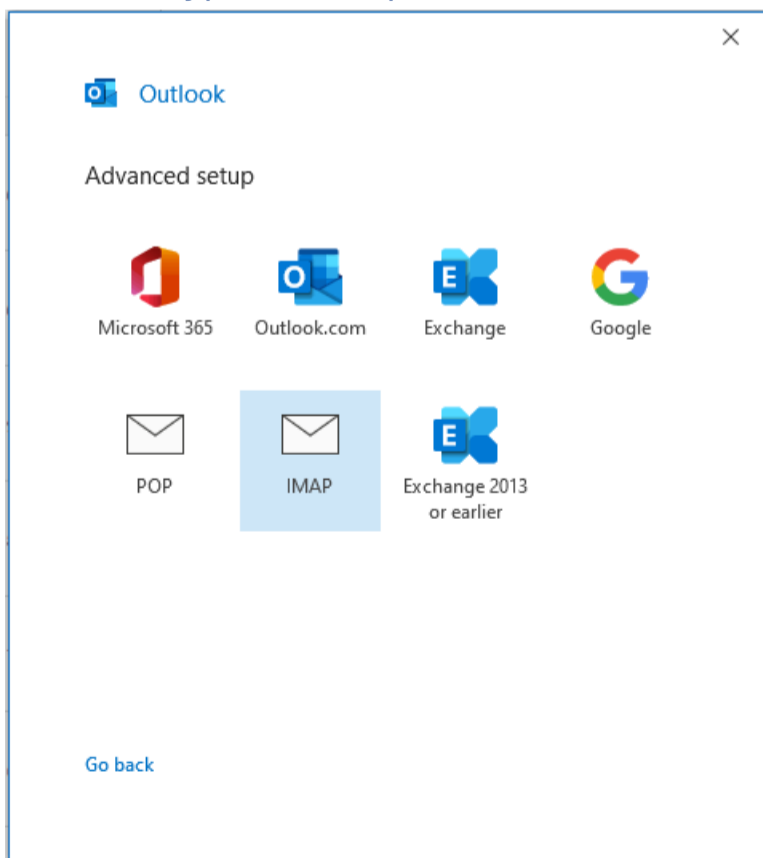 Outlook
Advanced setup
Microsoft 365
Outlook.com
Exchange
Google
POP
IMAP
Exchange 2013
or earlier
Go back